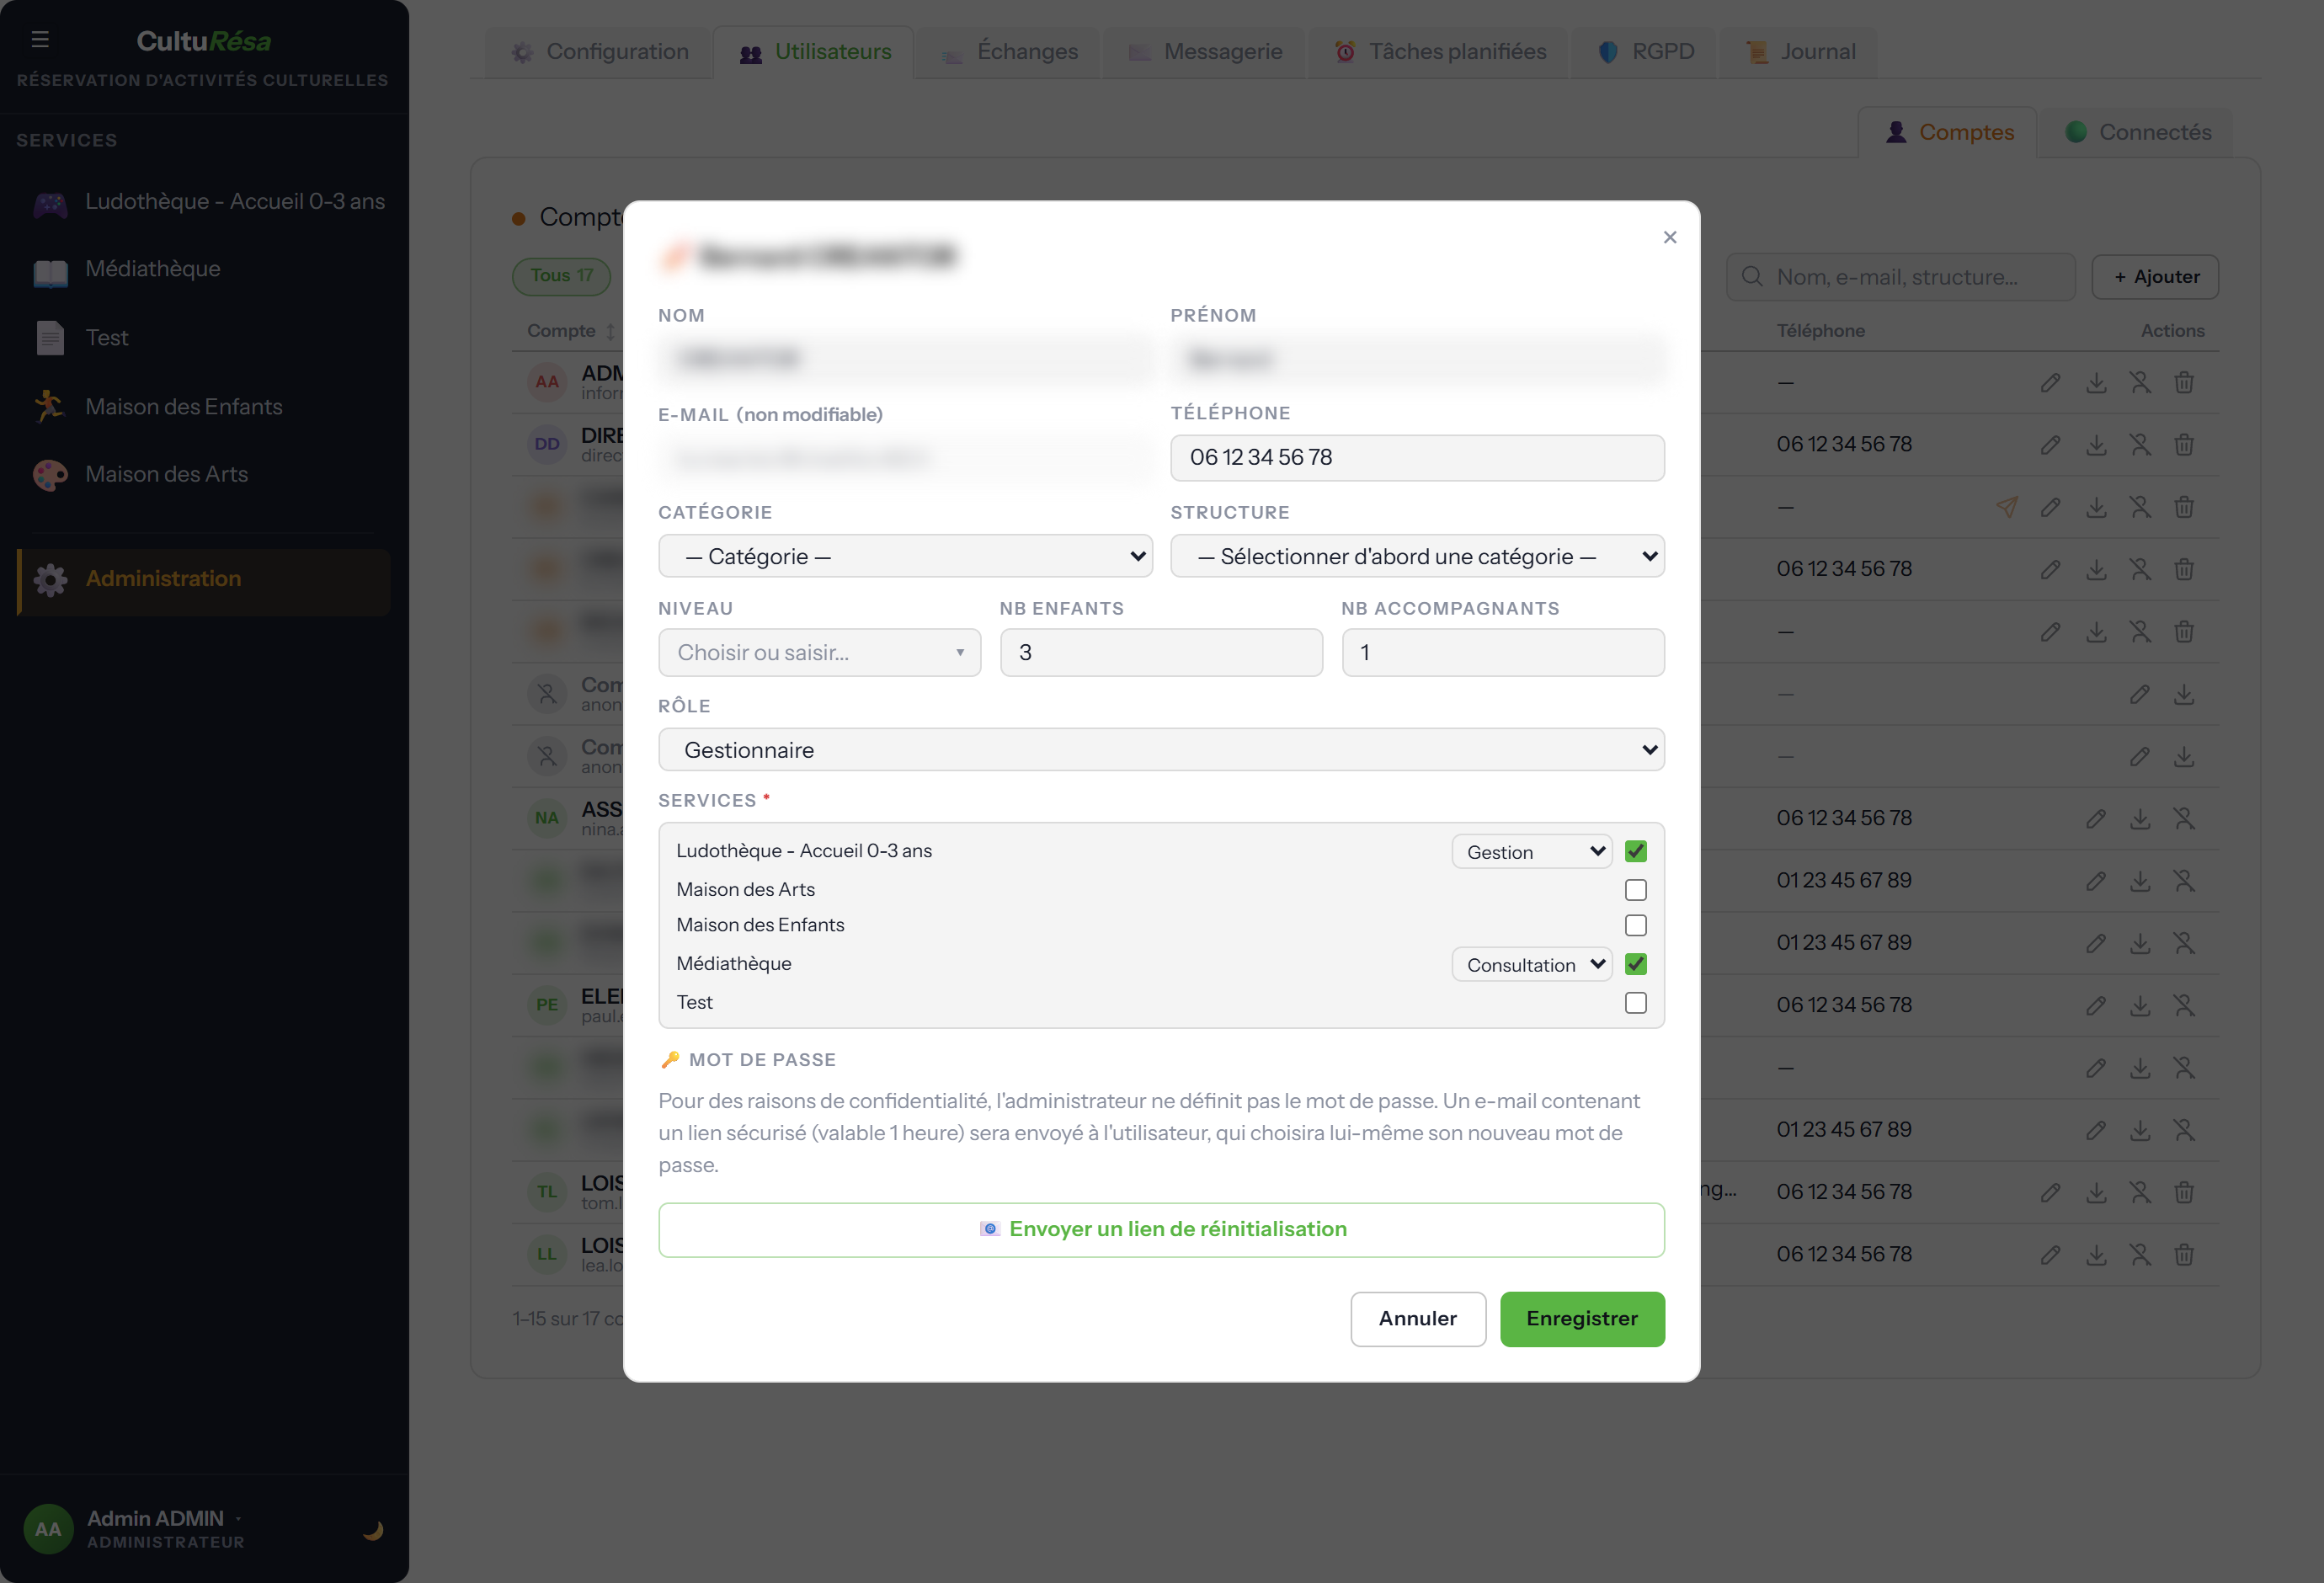 ☰ CultuRésa
RÉSERVATION D'ACTIVITÉS CULTURELLES
SERVICES
Ludothèque - Accueil 0-3 ans
Médiathèque
Test
Maison des Enfants
Maison des Arts
Administration
AA Admin ADMIN
ADMINISTRATEUR
Configuration Utilisateurs Échanges Messagerie Tâches planifiées RGPD Journal
Comptes Connectés
Compt
Tous 17
Nom, e-mail, structure...
+ Ajouter
Compte Téléphone Actions
AA ADM
infor
—
DD DIRE
direc
06 12 34 56 78
—
06 12 34 56 78
—
Com
anon
—
Com
anon
—
NA ASS
nina.a
06 12 34 56 78
01 23 45 67 89
01 23 45 67 89
PE ELE
paul.e
06 12 34 56 78
—
01 23 45 67 89
TL LOIS
tom.l
ng...
06 12 34 56 78
LL LOIS
lea.lo
06 12 34 56 78
1-15 sur 17 co
×
NOM PRÉNOM
E-MAIL (non modifiable) TÉLÉPHONE
06 12 34 56 78
CATÉGORIE STRUCTURE
— Catégorie — — Sélectionner d'abord une catégorie —
NIVEAU NB ENFANTS NB ACCOMPAGNANTS
Choisir ou saisir... 3 1
RÔLE
Gestionnaire
SERVICES *
Ludothèque - Accueil 0-3 ans Gestion
Maison des Arts
Maison des Enfants
Médiathèque Consultation
Test
MOT DE PASSE
Pour des raisons de confidentialité, l'administrateur ne définit pas le mot de passe. Un e-mail contenant
un lien sécurisé (valable 1 heure) sera envoyé à l'utilisateur, qui choisira lui-même son nouveau mot de
passe.
Envoyer un lien de réinitialisation
Annuler Enregistrer